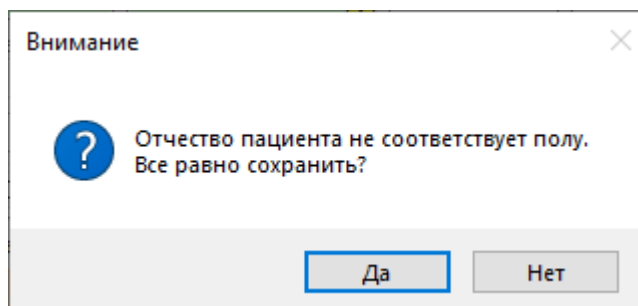 Внимание
Отчество пациента не соответствует полу.
Все равно сохранить?
Да
Нет